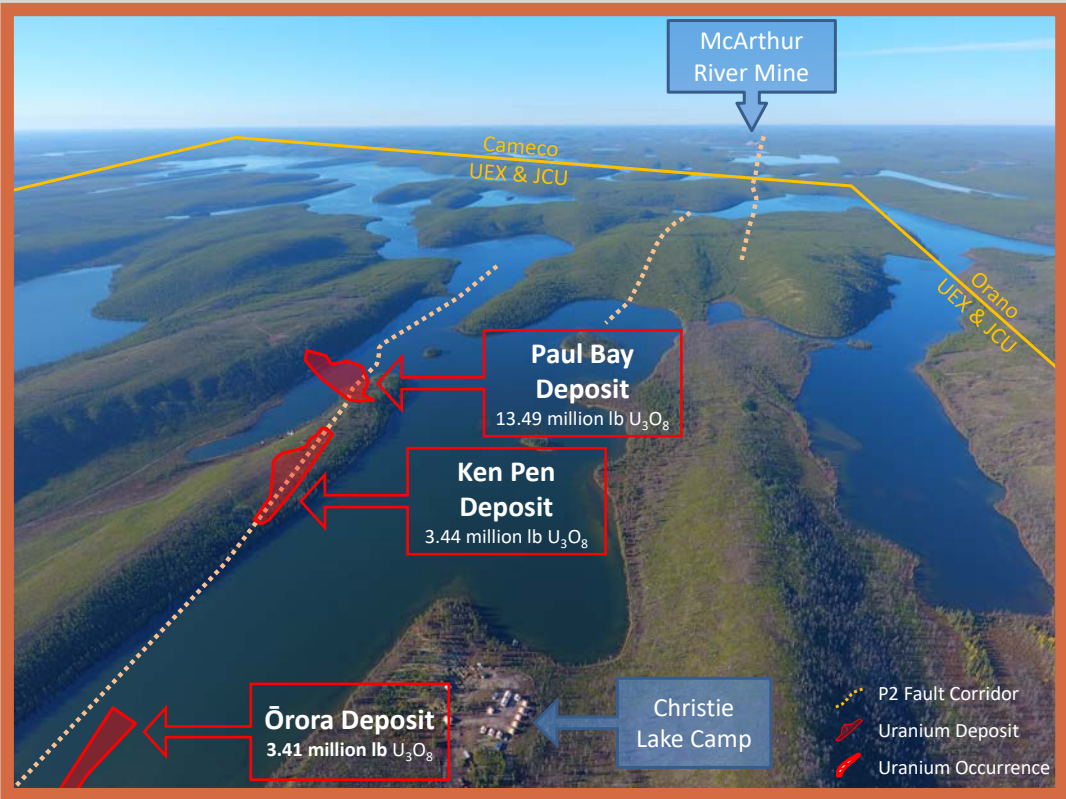 McArthur
River Mine
Cameco
UEX & JCU
Orano
UEX & JCU
Paul Bay
Deposit
13.49 million lb U₃O₈
Ken Pen
Deposit
3.44 million lb U₃O₈
Ōrora Deposit
3.41 million lb U₃O₈
Christie
Lake Camp
P2 Fault Corridor
Uranium Deposit
Uranium Occurrence